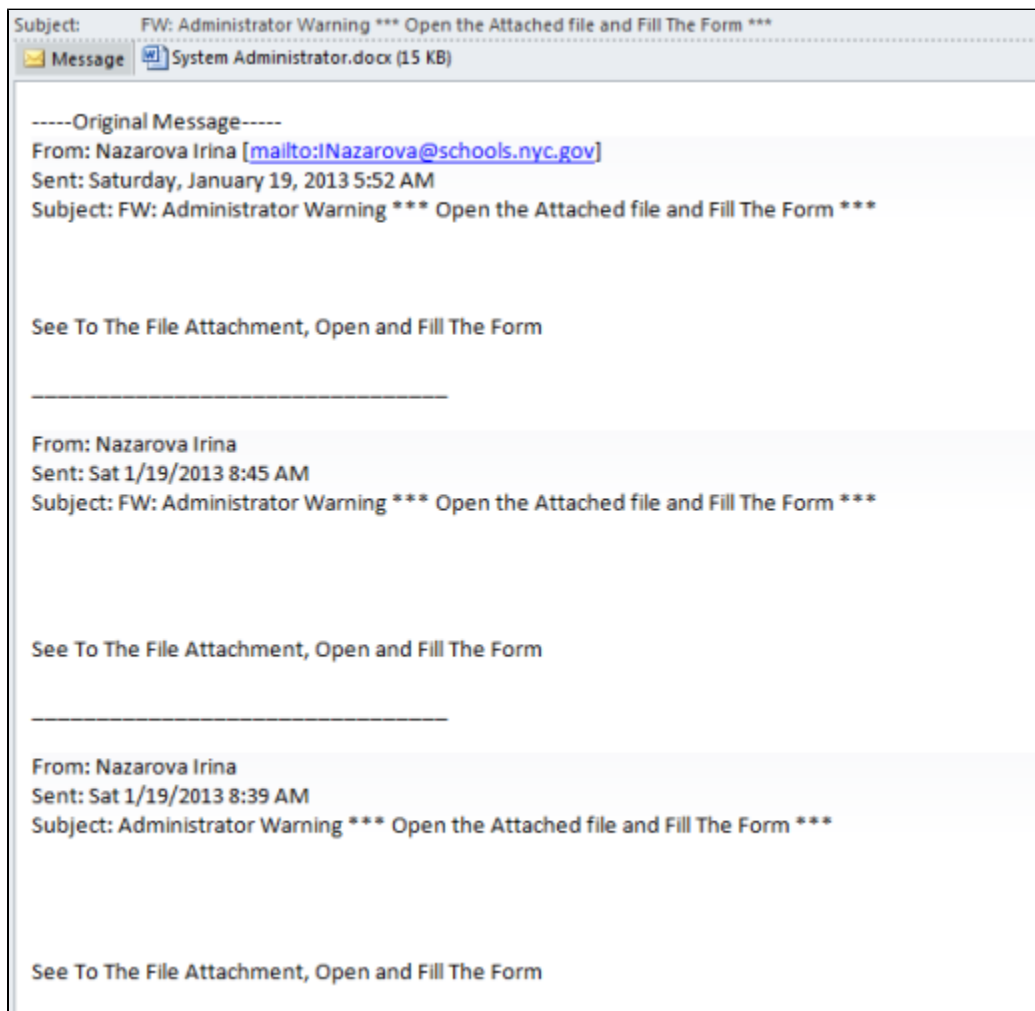 Subject: FW: Administrator Warning *** Open the Attached file and Fill The Form ***
Message System Administrator.docx (15 KB)
-----Original Message-----
From: Nazarova Irina [mailto:INazarova@schools.nyc.gov]
Sent: Saturday, January 19, 2013 5:52 AM
Subject: FW: Administrator Warning *** Open the Attached file and Fill The Form ***
See To The File Attachment, Open and Fill The Form
________________________________
From: Nazarova Irina
Sent: Sat 1/19/2013 8:45 AM
Subject: FW: Administrator Warning *** Open the Attached file and Fill The Form ***
See To The File Attachment, Open and Fill The Form
________________________________
From: Nazarova Irina
Sent: Sat 1/19/2013 8:39 AM
Subject: Administrator Warning *** Open the Attached file and Fill The Form ***
See To The File Attachment, Open and Fill The Form